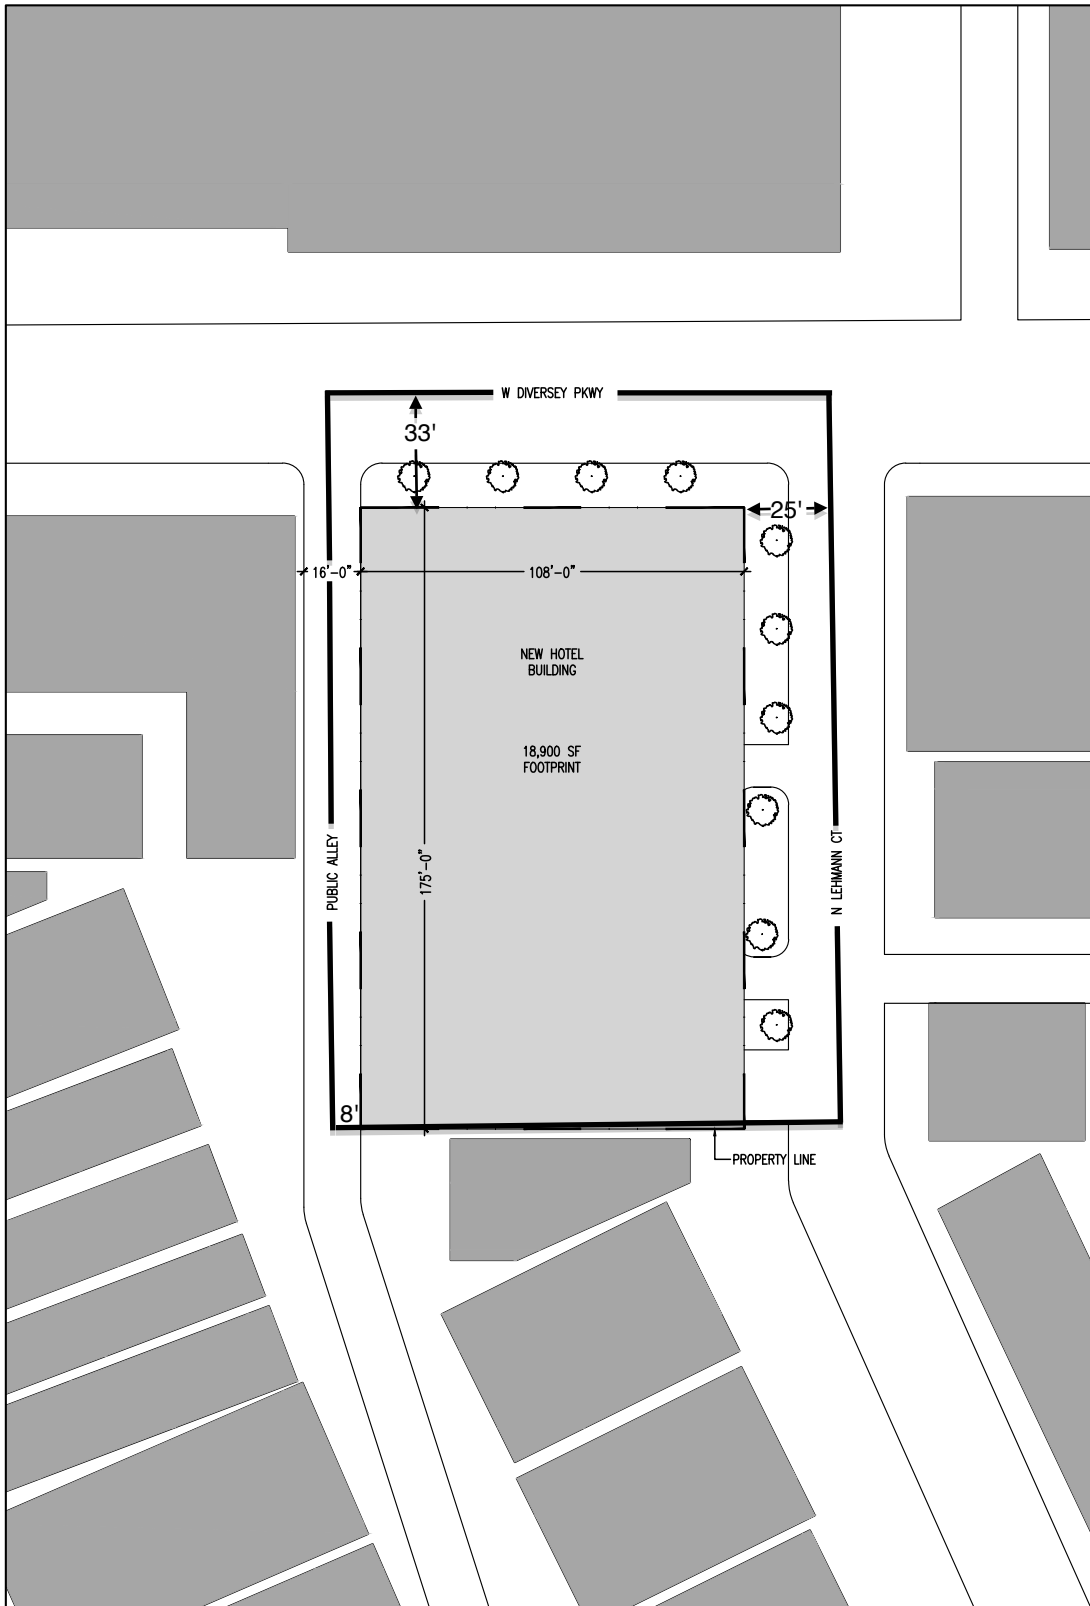 W DIVERSEY PKWY
33'
25'
16'-0"
108'-0"
NEW HOTEL
BUILDING
18,900 SF
FOOTPRINT
PUBLIC ALLEY
175'-0"
N LEHMANN CT
8'
PROPERTY LINE